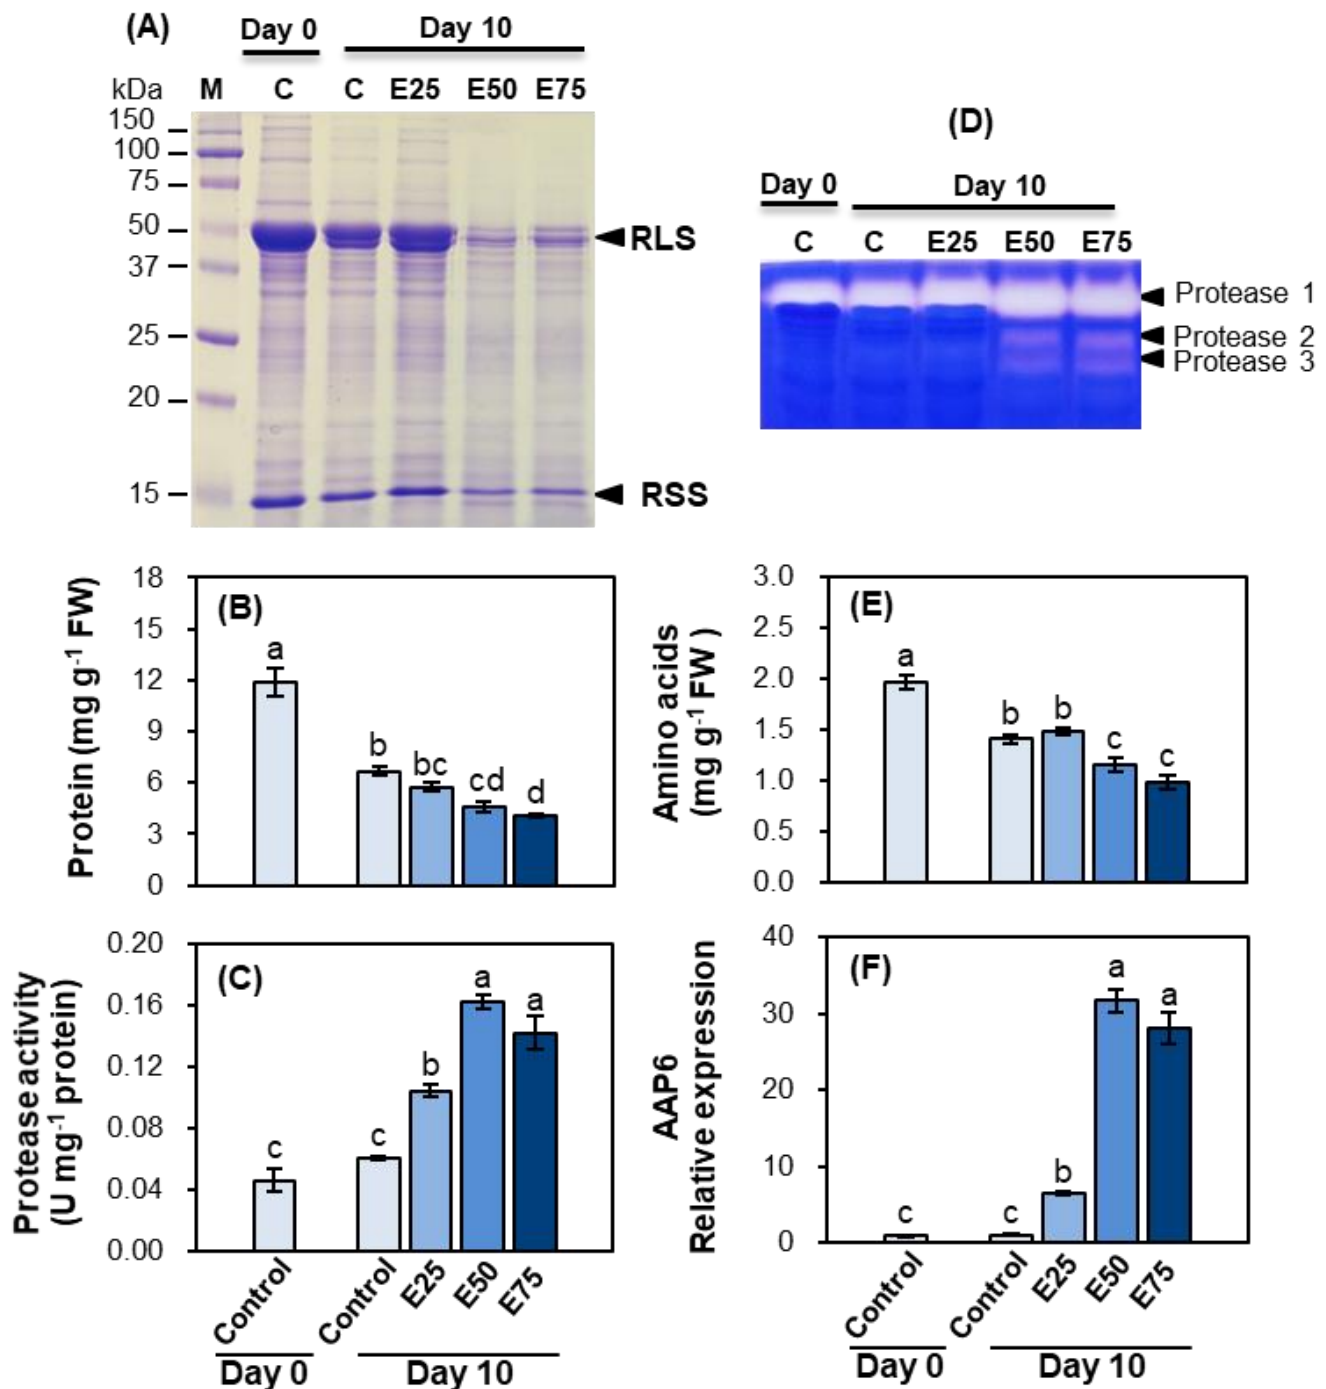 (A)
Day 0 Day 10
kDa M C C E25 E50 E75
150
100
75
50
37
25
20
15
RLS
RSS
(D)
Day 0 Day 10
C C E25 E50 E75
Protease 1
Protease 2
Protease 3
(B)
Protein (mg g-1 FW)
18
15
12
9
6
3
0
a
b
bc
cd
d
(E)
Amino acids
(mg g-1 FW )
3.0
2.5
2.0
1.5
1.0
0.5
0.0
a
b
b
c
c
(C)
Protease activity
(U mg-1 protein)
0.20
0.16
0.12
0.08
0.04
0.00
c
c
b
a
a
Control Control E25 E50 E75
Day 0 Day 10
(F)
AAP6
Relative expression
40
30
20
10
0
c
c
b
a
a
Control Control E25 E50 E75
Day 0 Day 10